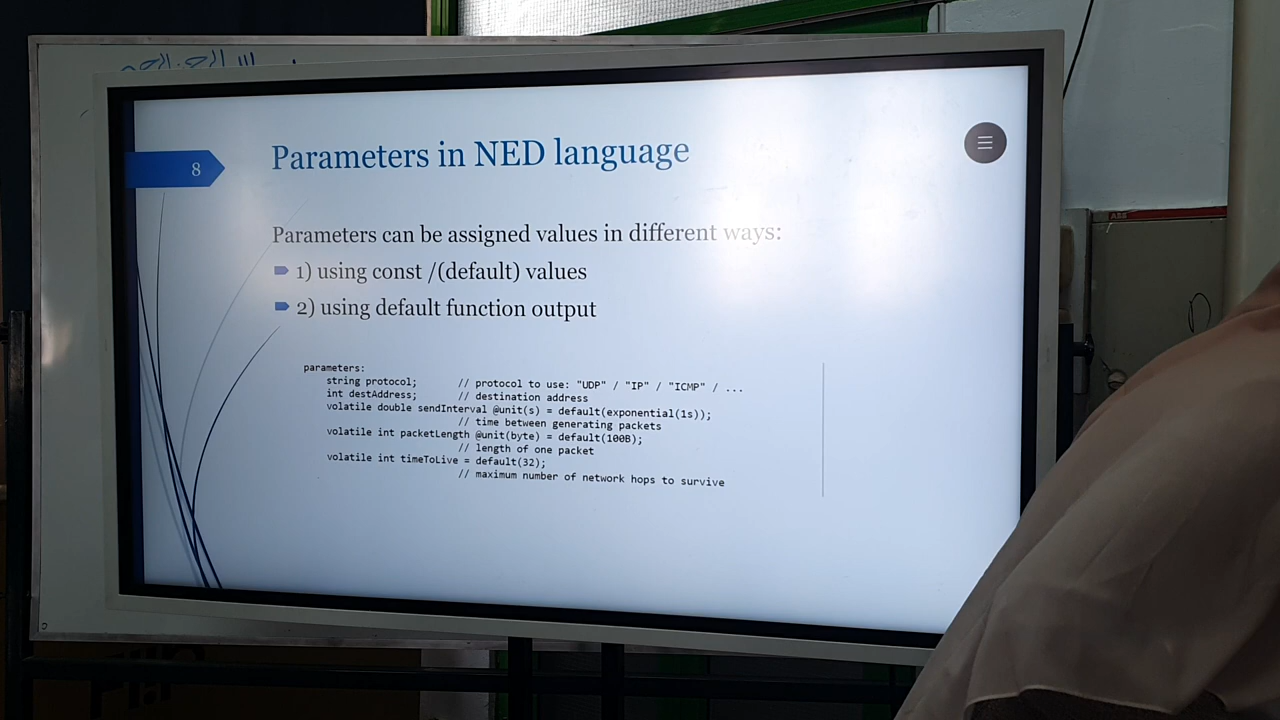 8
Parameters in NED language
Parameters can be assigned values in different ways:
1) using const /(default) values
2) using default function output
parameters:
string protocol; // protocol to use: "UDP" / "IP" / "ICMP" / ...
int destAddress; // destination address
volatile double sendInterval @unit(s) = default(exponential(1s));
// time between generating packets
volatile int packetLength @unit(byte) = default(100B);
// length of one packet
volatile int timeToLive = default(32);
// maximum number of network hops to survive
ABB